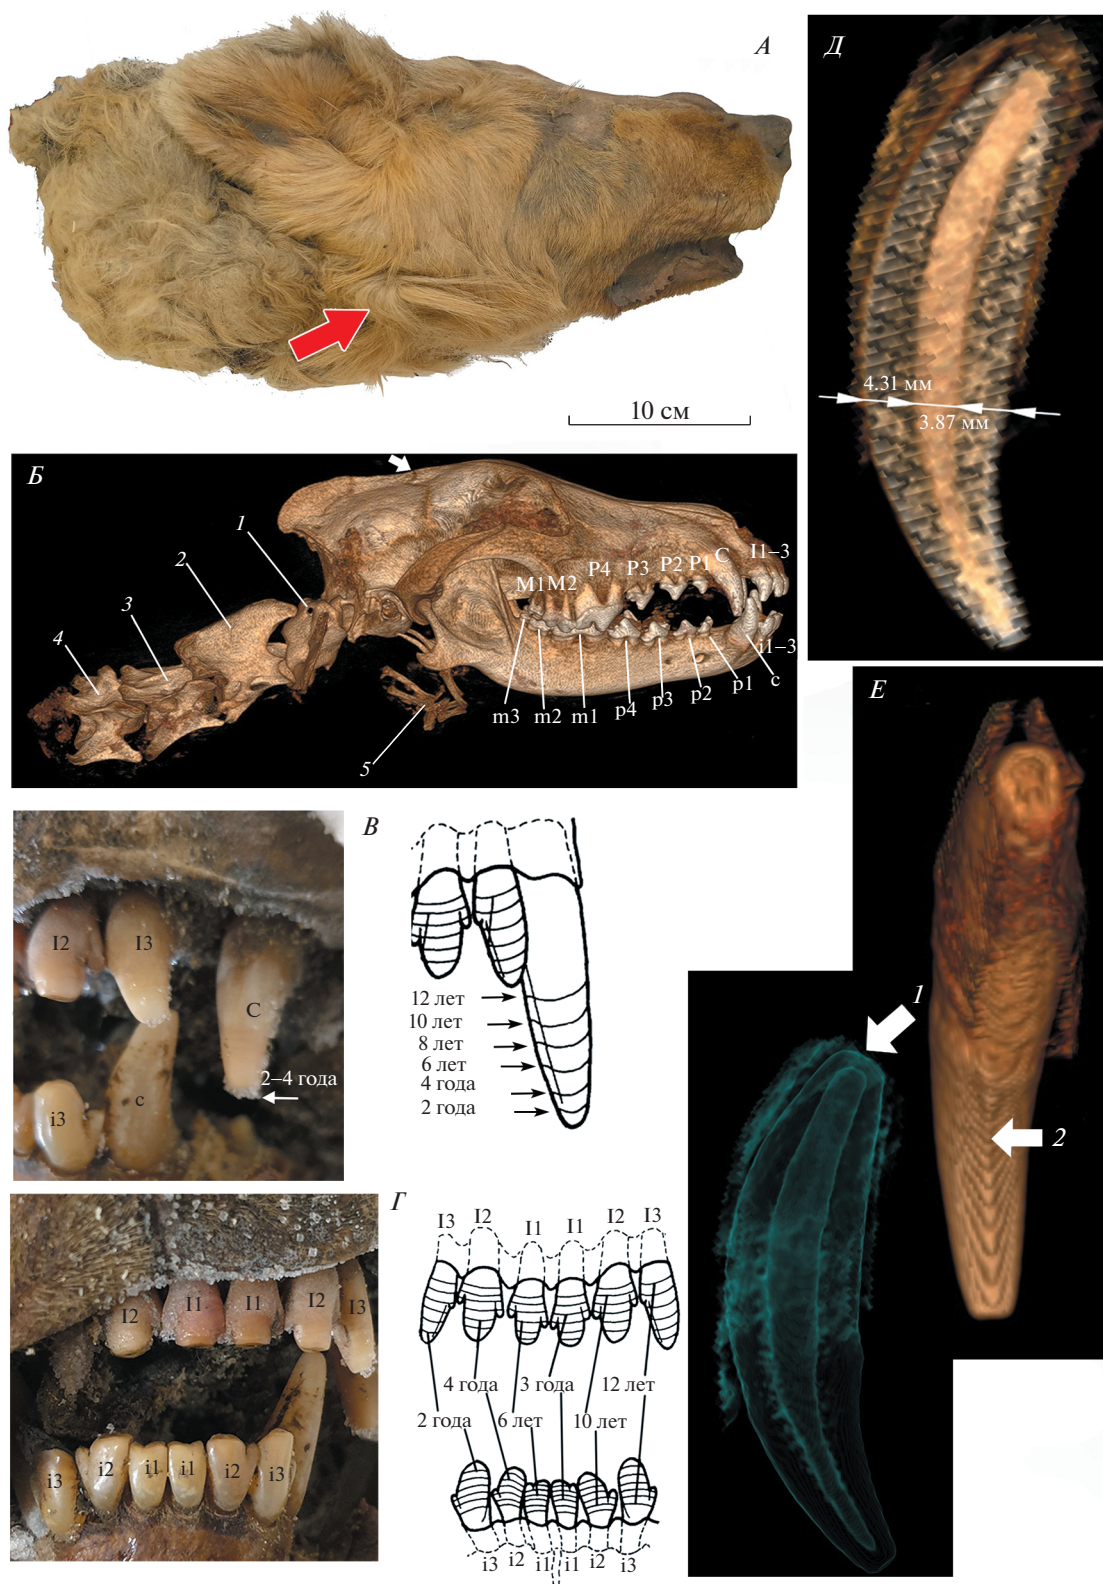 А
10 см
Д
4.31 мм
3.87 мм
Б
1
2
3
4
5
M1 M2 P4 P3 P2 P1 C I1–3
m3 m2 m1 p4 p3 p2 p1 c i1–3
Е
1
2
В
I2 I3 C
i3 c
2–4 года
12 лет
10 лет
8 лет
6 лет
4 года
2 года
Г
I2 I1 I1 I2 I3
i3 i2 i1 i1 i2 i3
I3 I2 I1 I1 I2 I3
4 года 3 года 12 лет
2 года 6 лет 10 лет
i3 i2 i1 i1 i2 i3